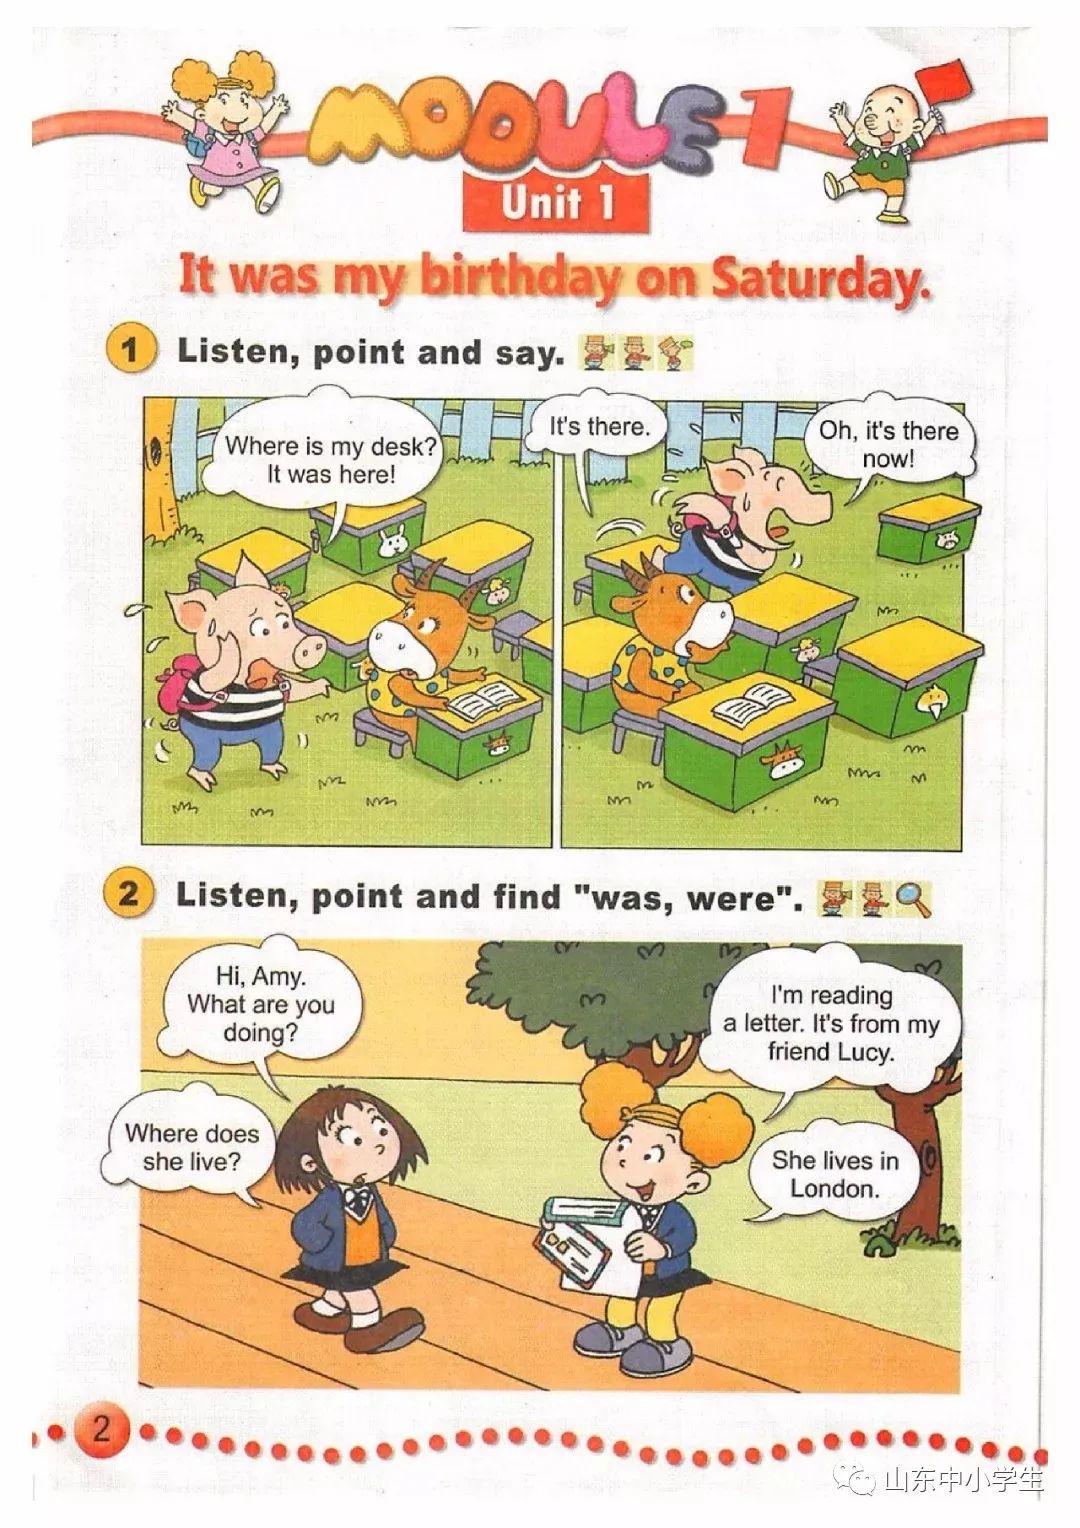 MODULE 1
Unit 1
It was my birthday on Saturday.
1 Listen, point and say.
Where is my desk?
It was here!
It's there.
Oh, it's there
now!
2 Listen, point and find "was, were".
Hi, Amy.
What are you
doing?
I'm reading
a letter. It's from my
friend Lucy.
Where does
she live?
She lives in
London.
2
山东中小学生